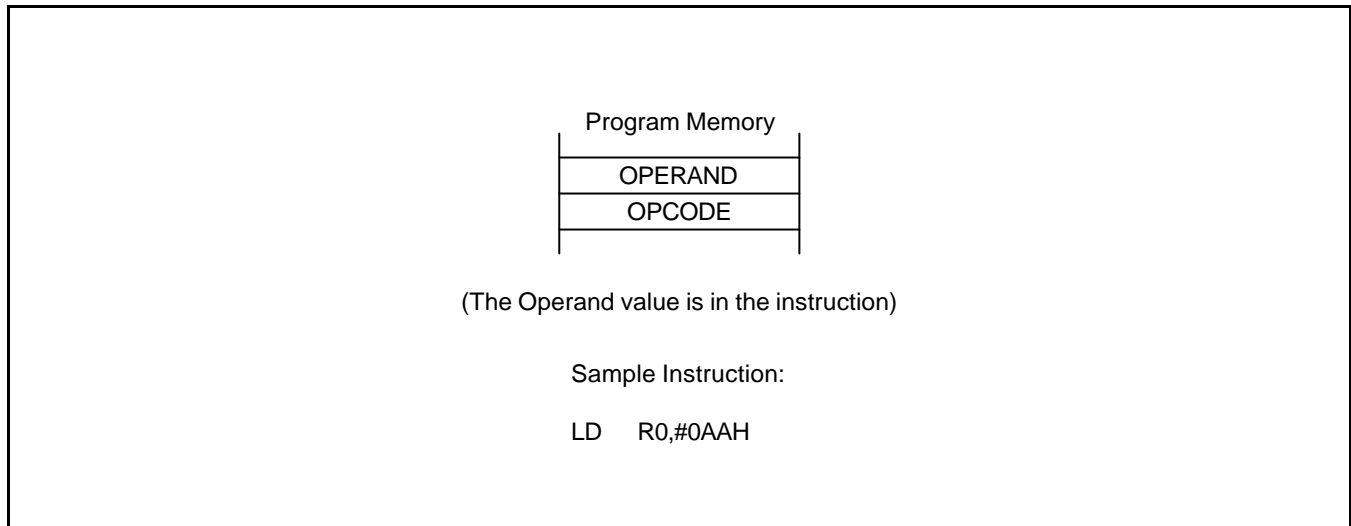 Program Memory
OPERAND
OPCODE
(The Operand value is in the instruction)
Sample Instruction:
LD R0,#0AAH